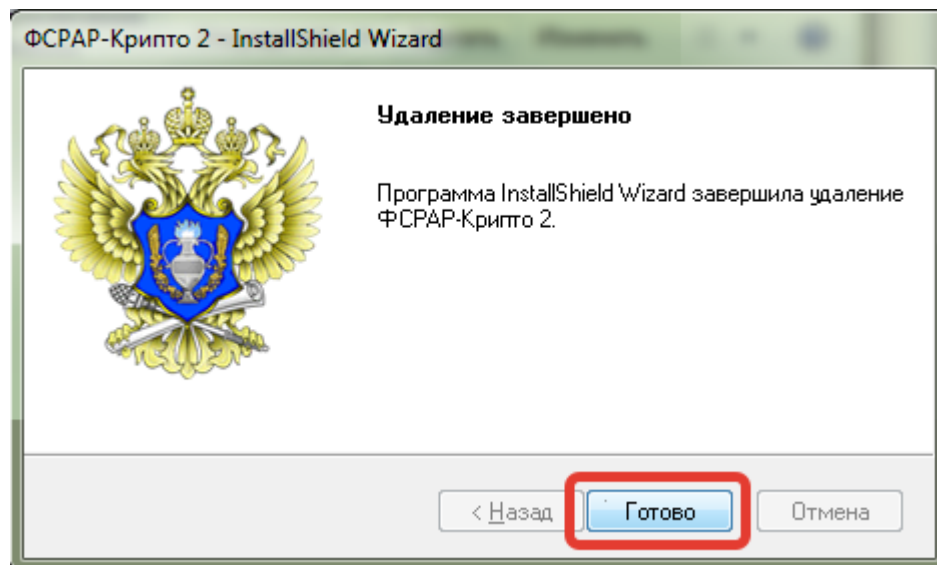 ФСРАР-Крипто 2 - InstallShield Wizard
Удаление завершено
Программа InstallShield Wizard завершила удаление
ФСРАР-Крипто 2.
< Назад
Готово
Отмена